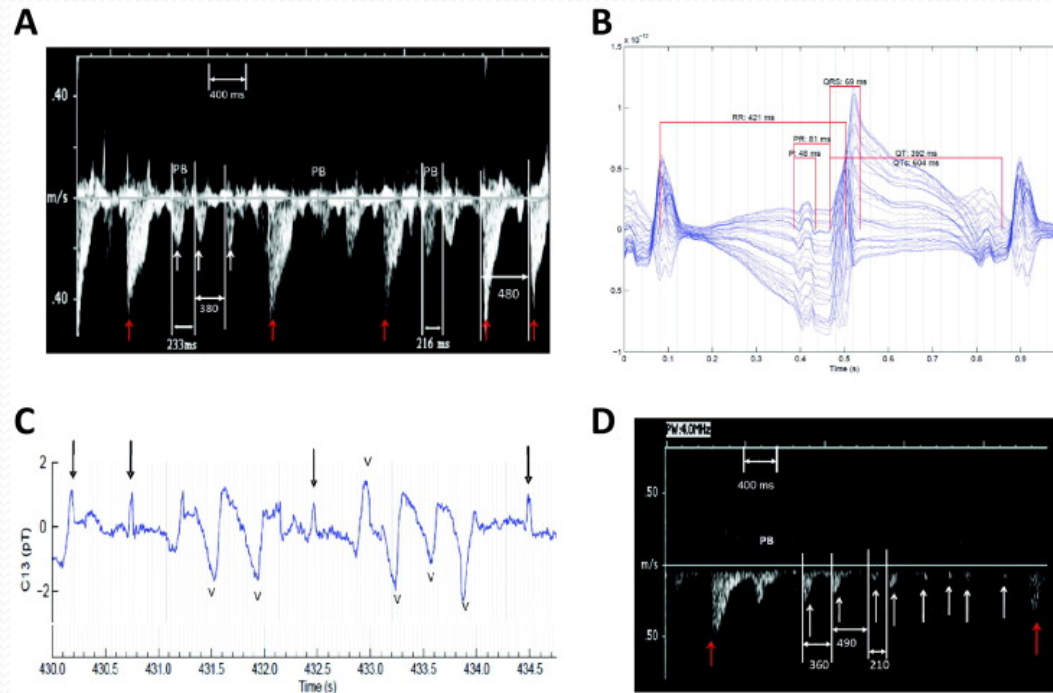 A
400 ms
.40
PB
PB
PB
m/s
380
.40
480
233ms
216 ms
B
x 10
1.5
QRS: 69 ms
1
RR: 421 ms
PR: 81 ms
P: 48 ms
QT: 392 ms
QTc: 604 ms
0.5
0
0.5
-1
0 0.1 0.2 0.3 0.4 0.5 0.6 0.7 0.8 0.9
Time (s)
C
2
0
-2
C13 (pT)
V
V V V V V
430.0 430.5 431.0 431.5 432.0 432.5 433.0 433.5 434.0 434.5
Time (s)
D
PW:4.0MHz
400 ms
.50
PB
m/s
490
.50
360
210